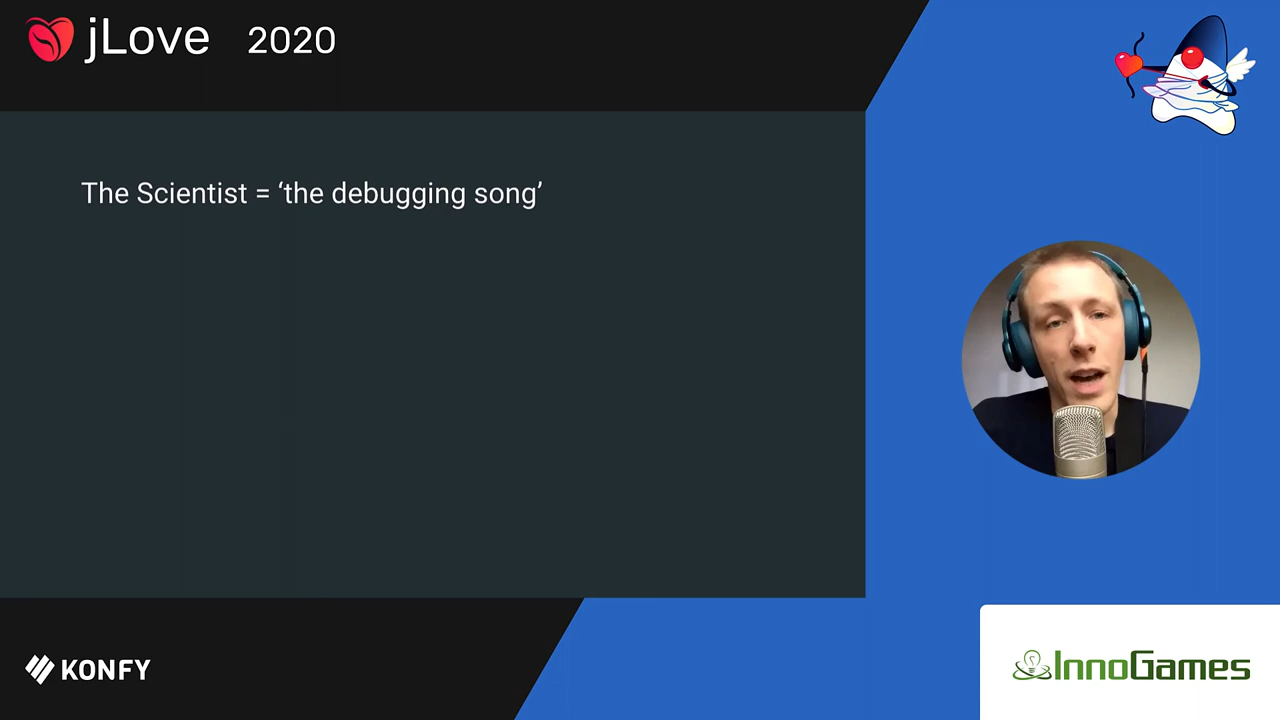 jLove 2020
The Scientist = ‘the debugging song’
KONFY
InnoGames